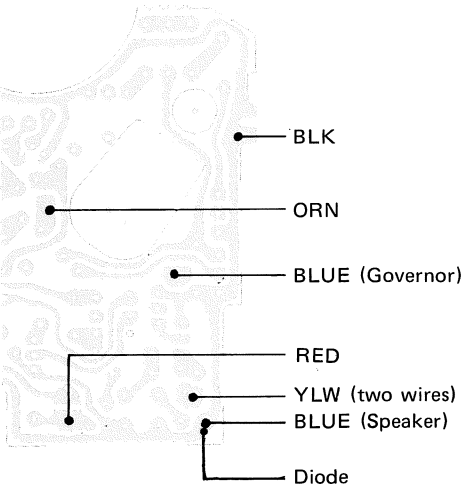 BLK
ORN
BLUE (Governor)
RED
YLW (two wires)
BLUE (Speaker)
Diode